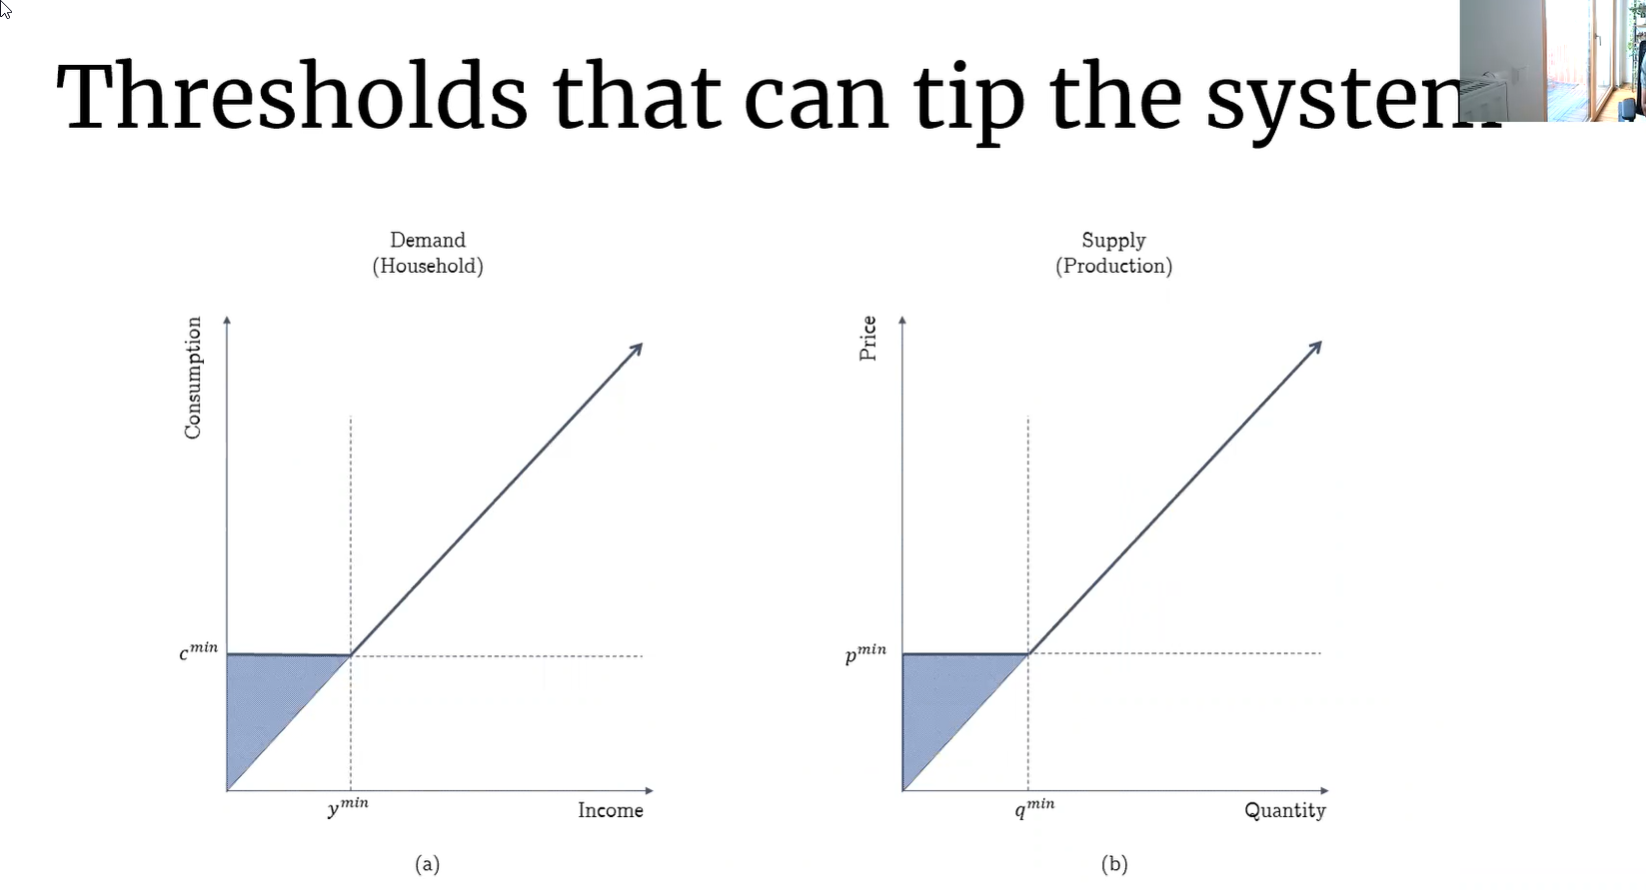 Thresholds that can tip the system
Demand
(Household)
Supply
(Production)
Consumption
Price
c^min
p^min
y^min
Income
q^min
Quantity
(a)
(b)